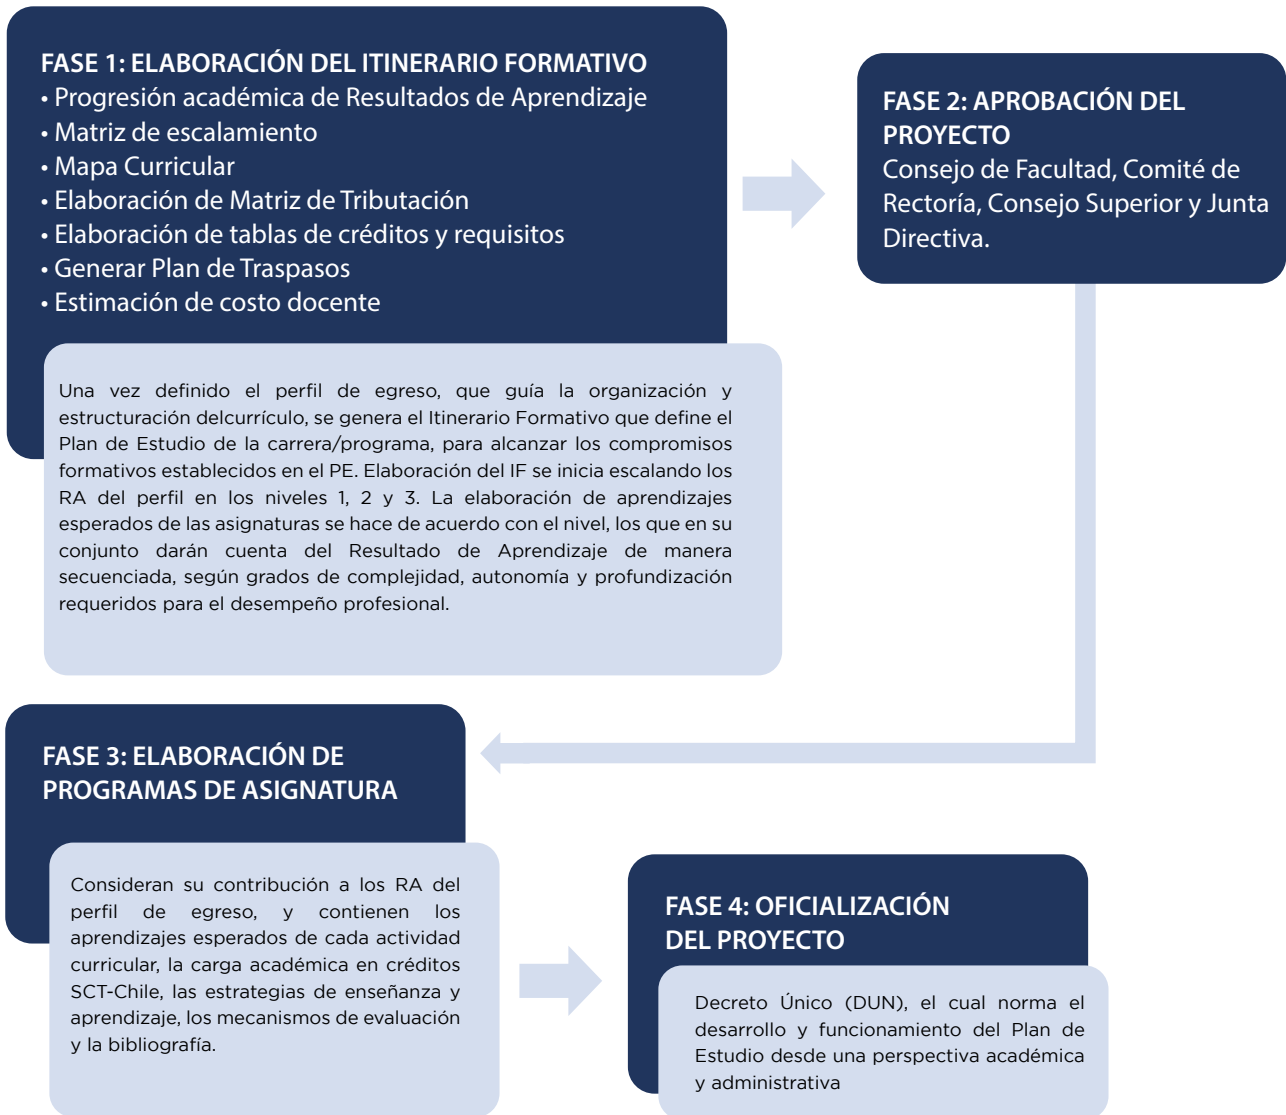 FASE 1: ELABORACIÓN DEL ITINERARIO FORMATIVO
• Progresión académica de Resultados de Aprendizaje
• Matriz de escalamiento
• Mapa Curricular
• Elaboración de Matriz de Tributación
• Elaboración de tablas de créditos y requisitos
• Generar Plan de Traspasos
• Estimación de costo docente
Una vez definido el perfil de egreso, que guía la organización y
estructuración delcurrículo, se genera el Itinerario Formativo que define el
Plan de Estudio de la carrera/programa, para alcanzar los compromisos
formativos establecidos en el PE. Elaboración del IF se inicia escalando los
RA del perfil en los niveles 1, 2 y 3. La elaboración de aprendizajes
esperados de las asignaturas se hace de acuerdo con el nivel, los que en su
conjunto darán cuenta del Resultado de Aprendizaje de manera
secuenciada, según grados de complejidad, autonomía y profundización
requeridos para el desempeño profesional.
FASE 2: APROBACIÓN DEL
PROYECTO
Consejo de Facultad, Comité de
Rectoría, Consejo Superior y Junta
Directiva.
FASE 3: ELABORACIÓN DE
PROGRAMAS DE ASIGNATURA
Consideran su contribución a los RA del
perfil de egreso, y contienen los
aprendizajes esperados de cada actividad
curricular, la carga académica en créditos
SCT-Chile, las estrategias de enseñanza y
aprendizaje, los mecanismos de evaluación
y la bibliografía.
FASE 4: OFICIALIZACIÓN
DEL PROYECTO
Decreto Único (DUN), el cual norma el
desarrollo y funcionamiento del Plan de
Estudio desde una perspectiva académica
y administrativa